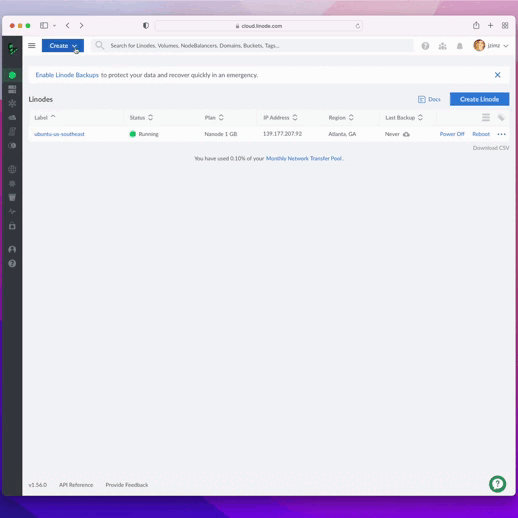 cloud.linode.com
Create
Search for Linodes, Volumes, NodeBalancers, Domains, Buckets, Tags...
Enable Linode Backups to protect your data and recover quickly in an emergency.
Linodes
Docs
Create Linode
Label Status Plan IP Address Region Last Backup
ubuntu-us-southeast Running Nanode 1 GB 139.177.207.92 Atlanta, GA Never Power Off Reboot
Download CSV
You have used 0.10% of your Monthly Network Transfer Pool.
v1.56.0 API Reference Provide Feedback